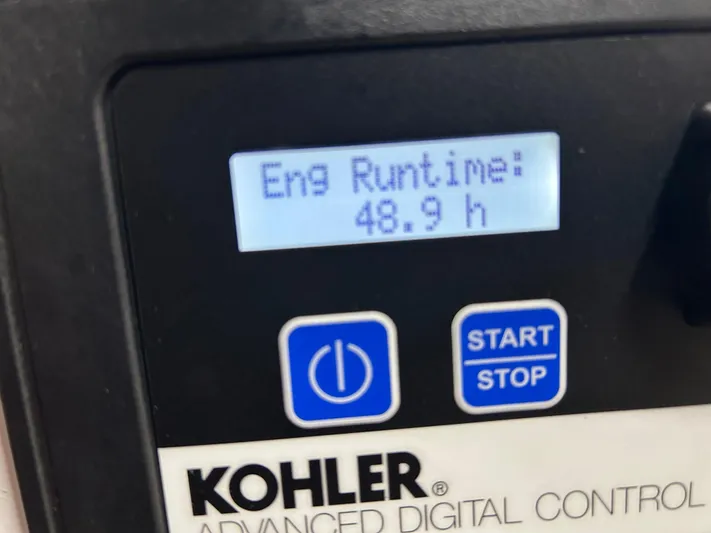 Eng Runtime:
48.9 h
START
STOP
KOHLER®
ADVANCED DIGITAL CONTROL